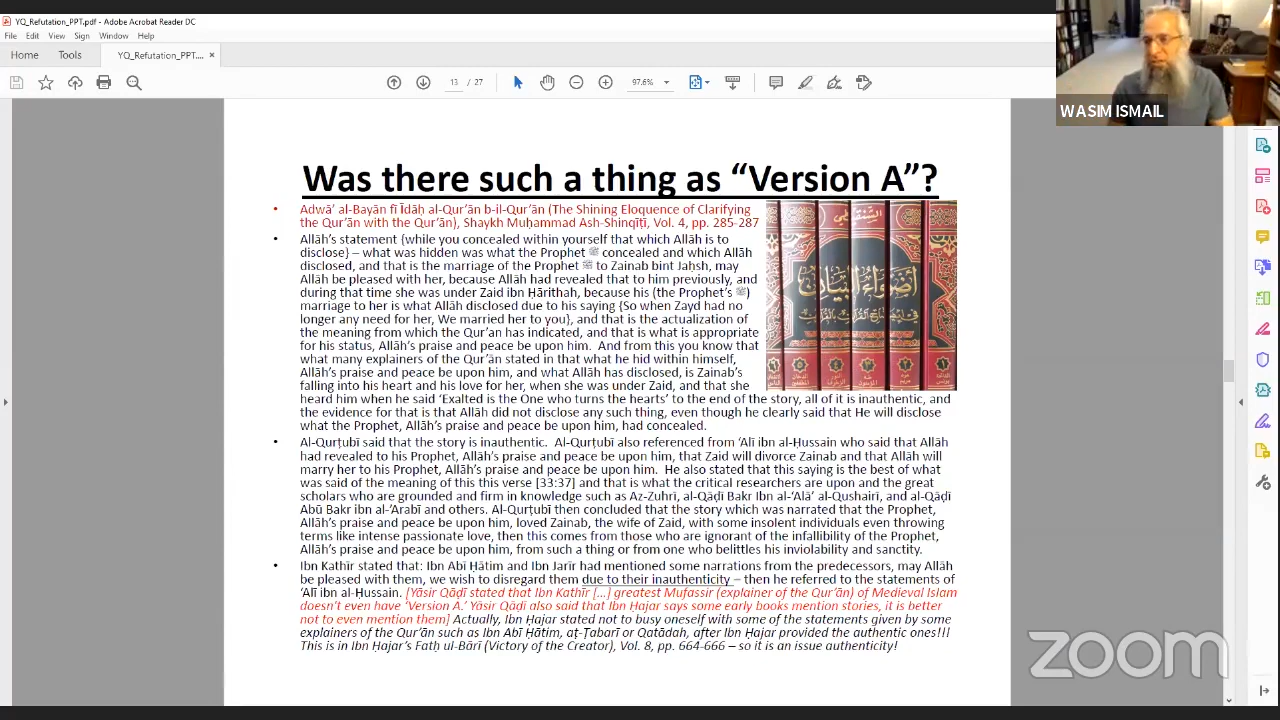 YQ_Refutation_PPT.pdf - Adobe Acrobat Reader DC
File Edit View Sign Window Help
Home Tools YQ_Refutation_PPT.... ×
13 / 27 97.6%
WASIM ISMAIL
Was there such a thing as “Version A”?
• Adwā’ al-Bayān fī Īdāḥ al-Qur’ān b-il-Qur’ān (The Shining Eloquence of Clarifying
the Qur’ān with the Qur’ān), Shaykh Muḥammad Ash-Shinqīṭī, Vol. 4, pp. 285-287
• Allāh’s statement {while you concealed within yourself that which Allāh is to
disclose} – what was hidden was what the Prophet ﷺ concealed and which Allāh
disclosed, and that is the marriage of the Prophet ﷺ to Zainab bint Jaḥsh, may
Allāh be pleased with her, because Allāh had revealed that to him previously, and
during that time she was under Zaid ibn Ḥārithah, because his (the Prophet’s ﷺ)
marriage to her is what Allāh disclosed due to his saying {So when Zayd had no
longer any need for her, We married her to you}, and that is the actualization of
the meaning from which the Qur’an has indicated, and that is what is appropriate
for his status, Allāh’s praise and peace be upon him. And from this you know that
what many explainers of the Qur’ān stated in that what he hid within himself,
Allāh’s praise and peace be upon him, and what Allāh has disclosed, is Zainab’s
falling into his heart and his love for her, when she was under Zaid, and that she
heard him when he said ‘Exalted is the One who turns the hearts’ to the end of the story, all of it is inauthentic, and
the evidence for that is that Allāh did not disclose any such thing, even though he clearly said that He will disclose
what the Prophet, Allāh’s praise and peace be upon him, had concealed.
• Al-Qurṭubī said that the story is inauthentic. Al-Qurṭubī also referenced from ‘Alī ibn al-Ḥussain who said that Allāh
had revealed to his Prophet, Allāh’s praise and peace be upon him, that Zaid will divorce Zainab and that Allāh will
marry her to his Prophet, Allāh’s praise and peace be upon him. He also stated that this saying is the best of what
was said of the meaning of this this verse [33:37] and that is what the critical researchers are upon and the great
scholars who are grounded and firm in knowledge such as Az-Zuhrī, al-Qāḍī Bakr Ibn al-‘Alā’ al-Qushairī, and al-Qāḍī
Abū Bakr ibn al-‘Arabī and others. Al-Qurṭubī then concluded that the story which was narrated that the Prophet,
Allāh’s praise and peace be upon him, loved Zainab, the wife of Zaid, with some insolent individuals even throwing
terms like intense passionate love, then this comes from those who are ignorant of the infallibility of the Prophet,
Allāh’s praise and peace be upon him, from such a thing or from one who belittles his inviolability and sanctity.
• Ibn Kathīr stated that: Ibn Abī Ḥātim and Ibn Jarīr had mentioned some narrations from the predecessors, may Allāh
be pleased with them, we wish to disregard them due to their inauthenticity – then he referred to the statements of
‘Alī ibn al-Ḥussain. [Yāsir Qāḍī stated that Ibn Kathīr […] greatest Mufassir (explainer of the Qur’ān) of Medieval Islam
doesn’t even have ‘Version A.’ Yāsir Qāḍī also said that Ibn Ḥajar says some early books mention stories, it is better
not to even mention them] Actually, Ibn Ḥajar stated not to busy oneself with some of the statements given by some
explainers of the Qur’ān such as Ibn Abī Ḥātim, aṭ-Ṭabarī or Qatādah, after Ibn Ḥajar provided the authentic ones!!!
This is in Ibn Ḥajar’s Fatḥ ul-Bārī (Victory of the Creator), Vol. 8, pp. 664-666 – so it is an issue authenticity!
أضواء البيان
zoom